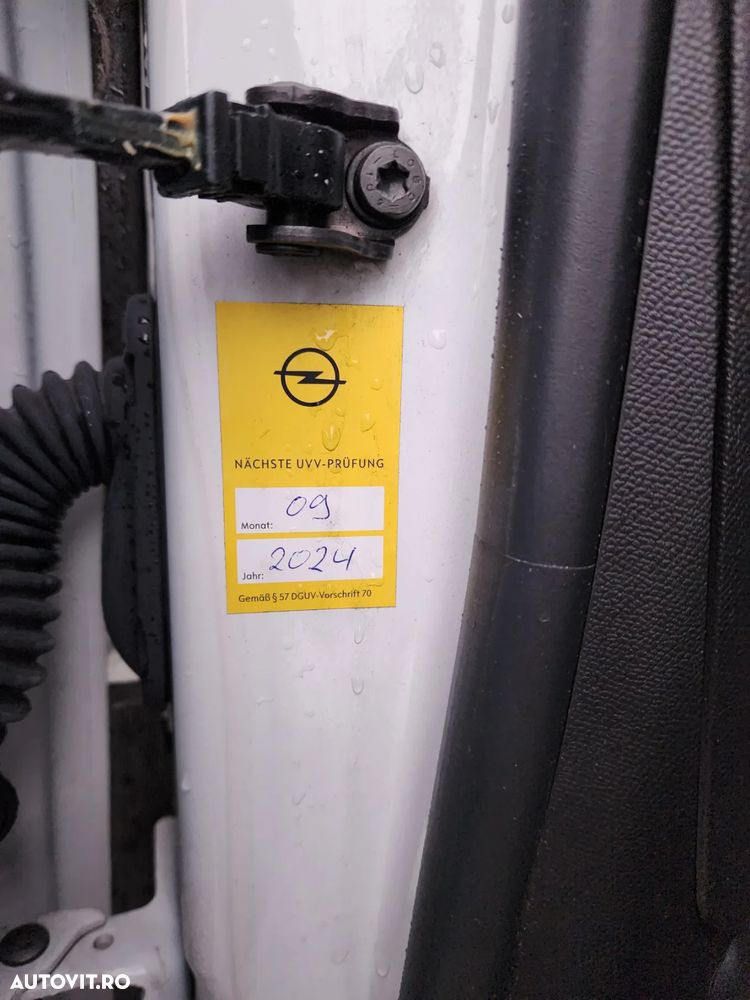 NÄCHSTE UVV-PRÜFUNG
09
Monat:
2024
Jahr:
Gemäß § 57 DGUV-Vorschrift 70
AUTOVIT.RO